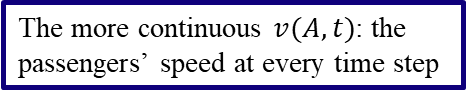 The more continuous v(A,t): the
passengers’ speed at every time step